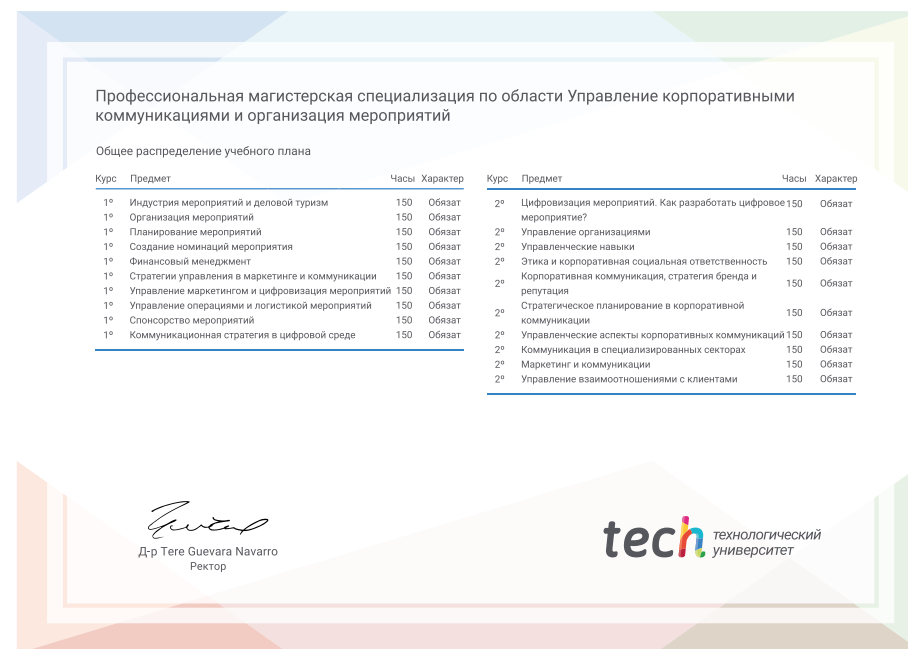 Профессиональная магистерская специализация по области Управление корпоративными
коммуникациями и организация мероприятий
Общее распределение учебного плана
Курс Предмет Часы Характер
1º Индустрия мероприятий и деловой туризм 150 Обязат
1º Организация мероприятий 150 Обязат
1º Планирование мероприятий 150 Обязат
1º Создание номинаций мероприятия 150 Обязат
1º Финансовый менеджмент 150 Обязат
1º Стратегии управления в маркетинге и коммуникации 150 Обязат
1º Управление маркетингом и цифровизация мероприятий 150 Обязат
1º Управление операциями и логистикой мероприятий 150 Обязат
1º Спонсорство мероприятий 150 Обязат
1º Коммуникационная стратегия в цифровой среде 150 Обязат
Курс Предмет Часы Характер
2º Цифровизация мероприятий. Как разработать цифровое 150 Обязат
мероприятие?
2º Управление организациями 150 Обязат
2º Управленческие навыки 150 Обязат
2º Этика и корпоративная социальная ответственность 150 Обязат
2º Корпоративная коммуникация, стратегия бренда и 150 Обязат
репутация
2º Стратегическое планирование в корпоративной 150 Обязат
коммуникации
2º Управленческие аспекты корпоративных коммуникаций 150 Обязат
2º Коммуникация в специализированных секторах 150 Обязат
2º Маркетинг и коммуникации 150 Обязат
2º Управление взаимоотношениями с клиентами 150 Обязат
Д-р Tere Guevara Navarro
Ректор
tech технологический
университет